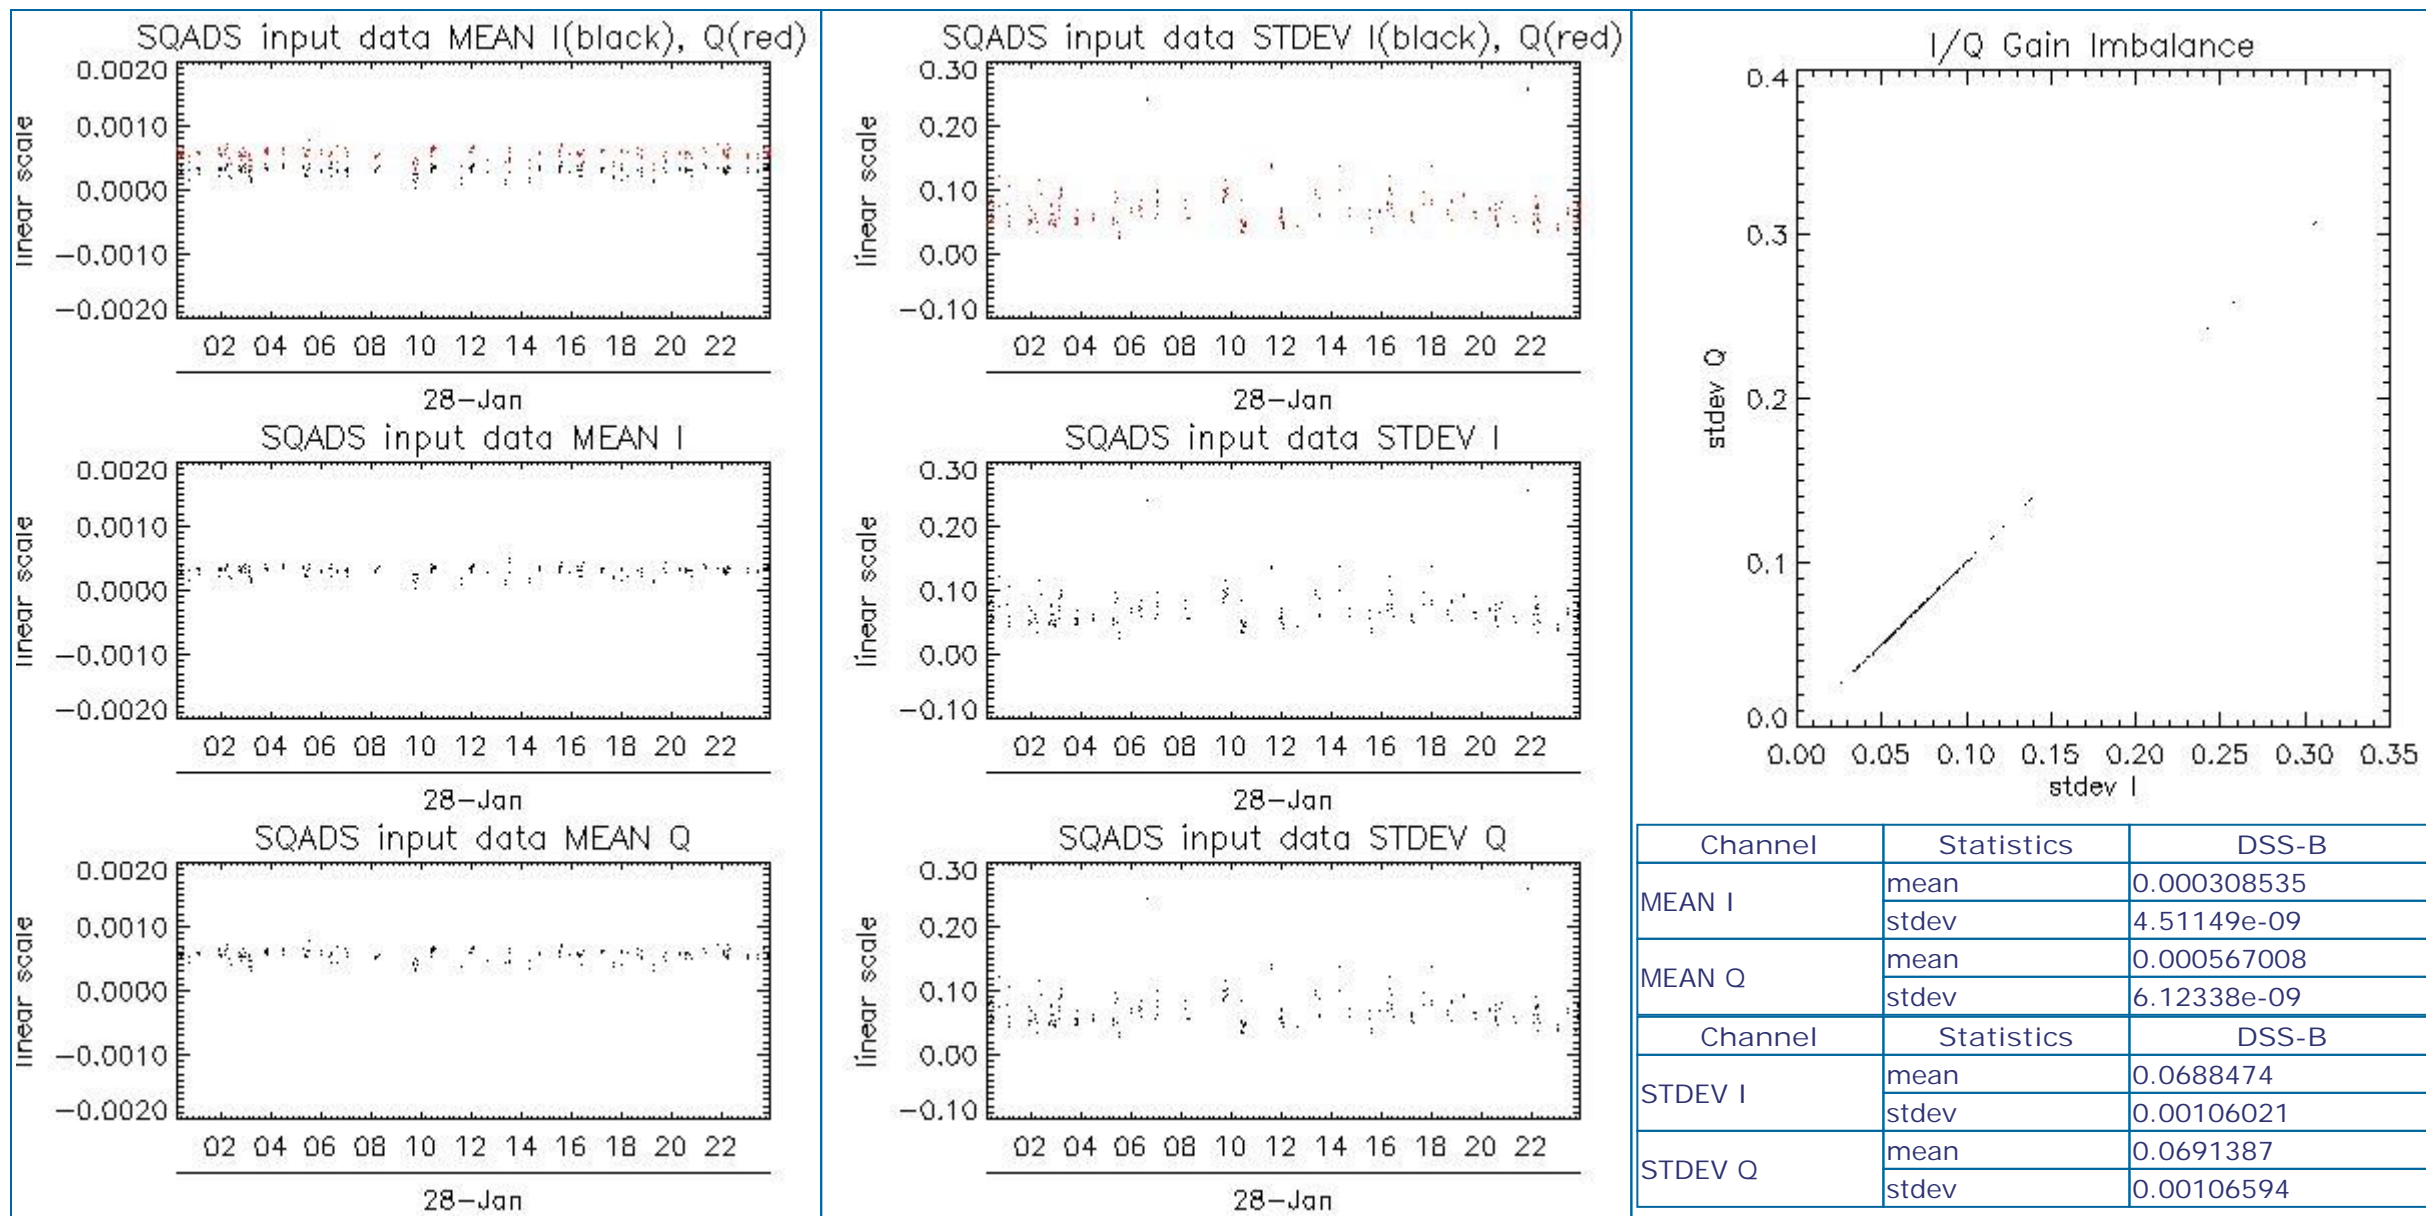 SQADS input data MEAN I(black), Q(red)
0.0020
0.0010
0.0000
−0.0010
−0.0020
linear scale
02 04 06 08 10 12 14 16 18 20 22
28−Jan
SQADS input data MEAN I
0.0020
0.0010
0.0000
−0.0010
−0.0020
linear scale
02 04 06 08 10 12 14 16 18 20 22
28−Jan
SQADS input data MEAN Q
0.0020
0.0010
0.0000
−0.0010
−0.0020
linear scale
02 04 06 08 10 12 14 16 18 20 22
28−Jan
SQADS input data STDEV I(black), Q(red)
0.30
0.20
0.10
0.00
−0.10
linear scale
02 04 06 08 10 12 14 16 18 20 22
28−Jan
SQADS input data STDEV I
0.30
0.20
0.10
0.00
−0.10
linear scale
02 04 06 08 10 12 14 16 18 20 22
28−Jan
SQADS input data STDEV Q
0.30
0.20
0.10
0.00
−0.10
linear scale
02 04 06 08 10 12 14 16 18 20 22
28−Jan
I/Q Gain Imbalance
0.4
0.3
0.2
0.1
0.0
stdev Q
0.00 0.05 0.10 0.15 0.20 0.25 0.30 0.35
stdev I
Channel Statistics DSS-B
MEAN I mean 0.000308535
stdev 4.51149e-09
MEAN Q mean 0.000567008
stdev 6.12338e-09
Channel Statistics DSS-B
STDEV I mean 0.0688474
stdev 0.00106021
STDEV Q mean 0.0691387
stdev 0.00106594